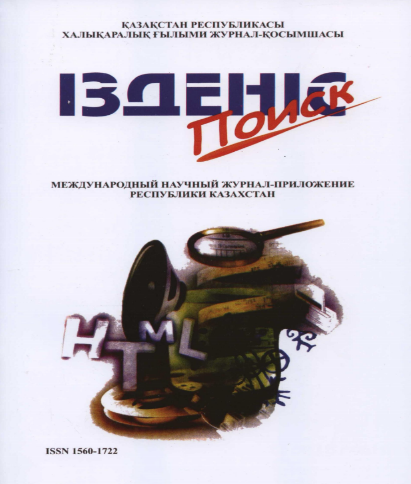 ҚАЗАҚСТАН РЕСПУБЛИКАСЫ
ХАЛЫҚАРАЛЫҚ ҒЫЛЫМИ ЖУРНАЛ-ҚОСЫМШАСЫ
ІЗДЕНІС
Поиск
МЕЖДУНАРОДНЫЙ НАУЧНЫЙ ЖУРНАЛ-ПРИЛОЖЕНИЕ
РЕСПУБЛИКИ КАЗАХСТАН
HTML
ISSN 1560-1722